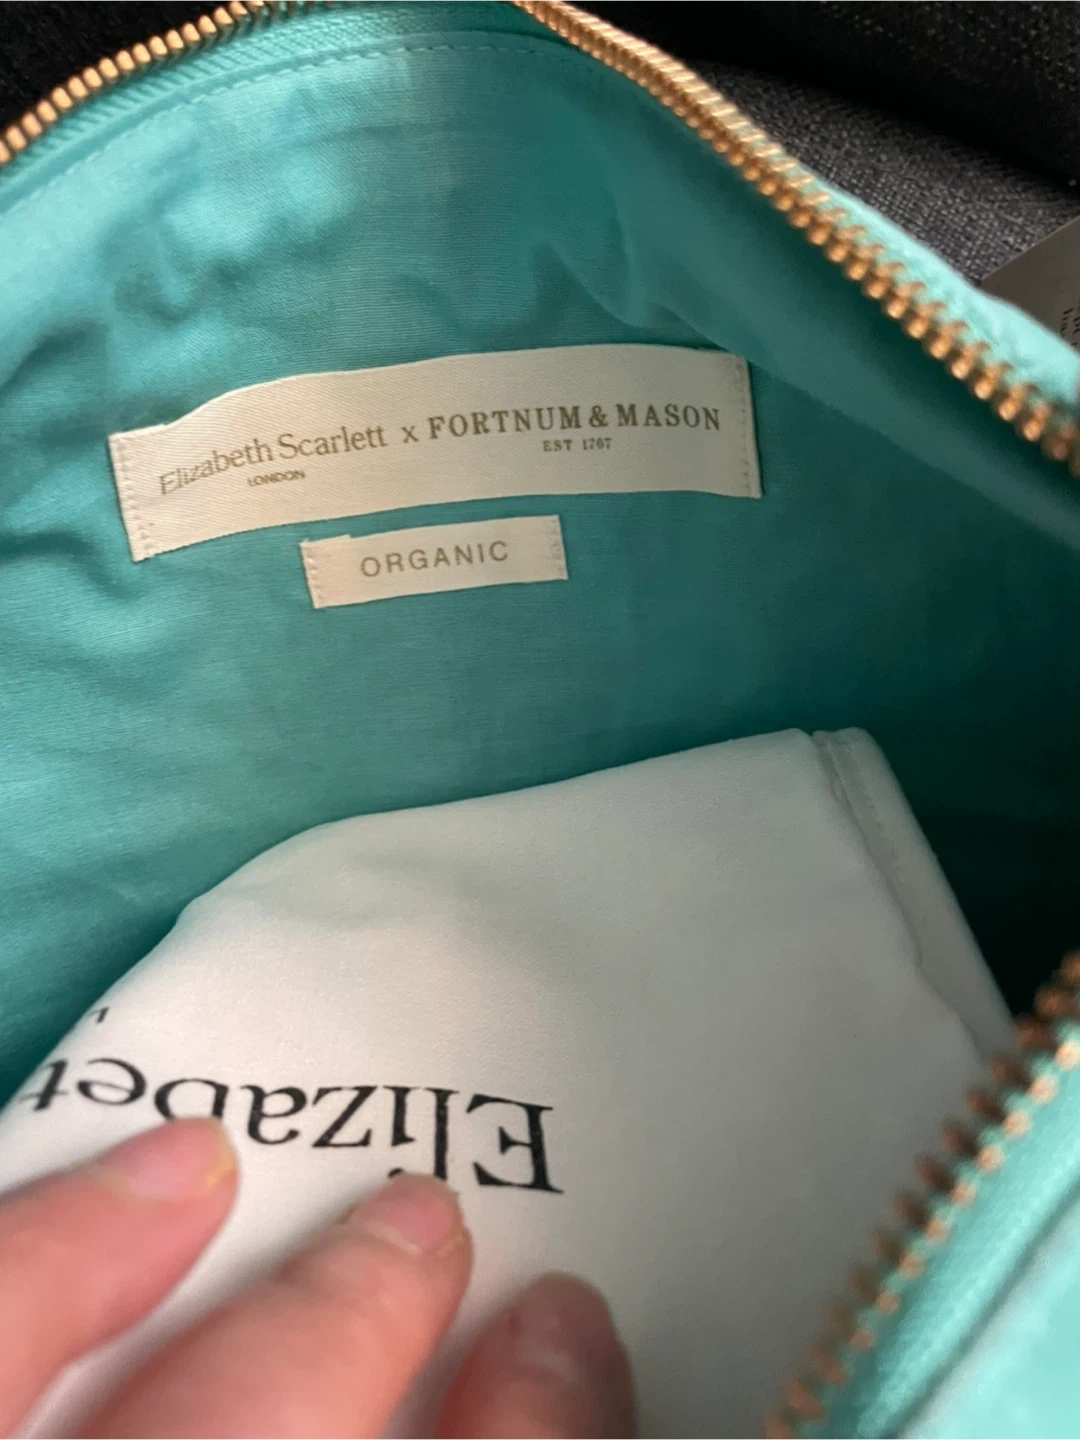 Elizabeth Scarlett x FORTNUM & MASON
LONDON
EST 1707
ORGANIC
Elizabet